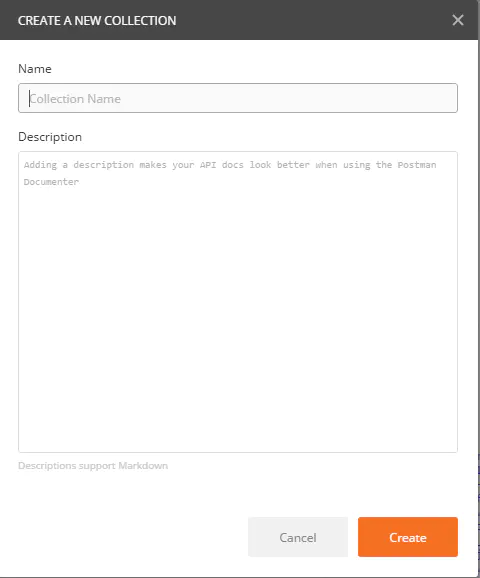 CREATE A NEW COLLECTION
Name
Collection Name
Description
Adding a description makes your API docs look better when using the Postman
Documenter
Descriptions support Markdown
Cancel
Create